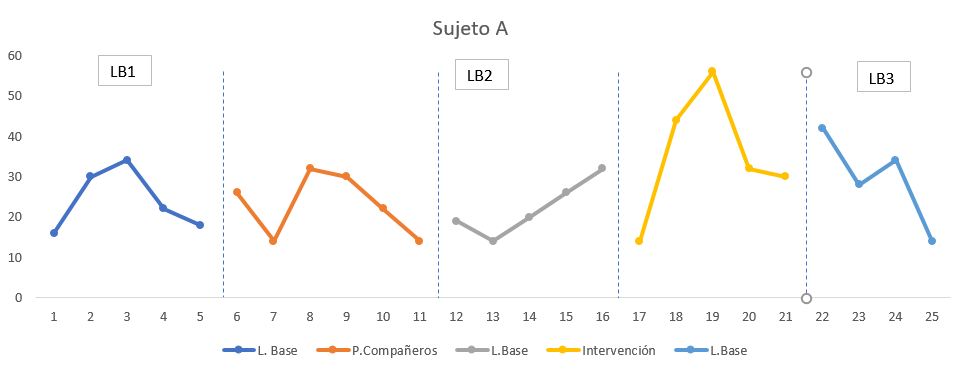 Sujeto A
LB1
LB2
LB3
60
50
40
30
20
10
0
1 2 3 4 5 6 7 8 9 10 11 12 13 14 15 16 17 18 19 20 21 22 23 24 25
L. Base P.Compañeros L.Base Intervención L.Base